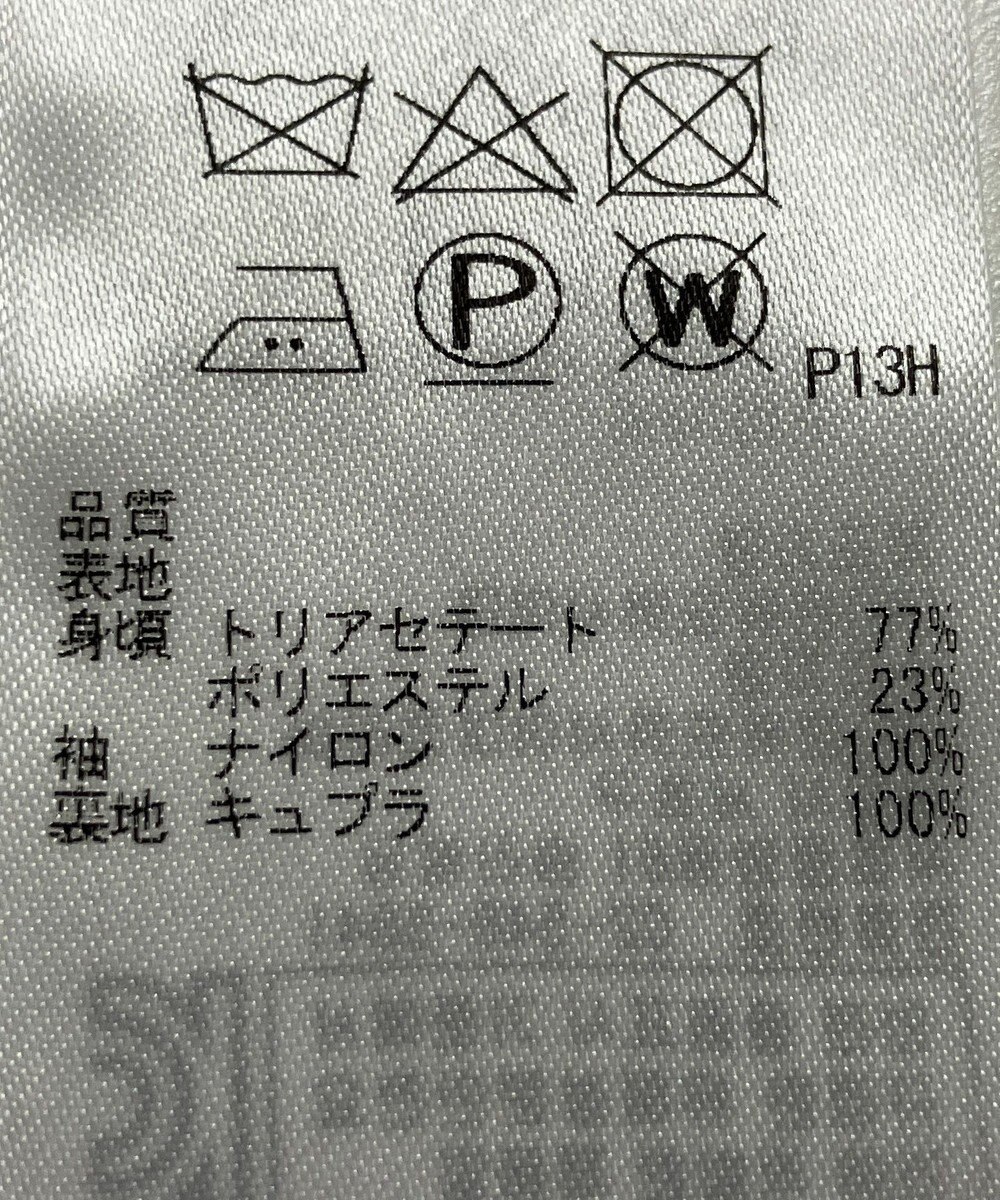 P
W
P13H
品質
表地
身頃 トリアセテート 77%
ポリエステル 23%
袖 ナイロン 100%
裏地 キュプラ 100%